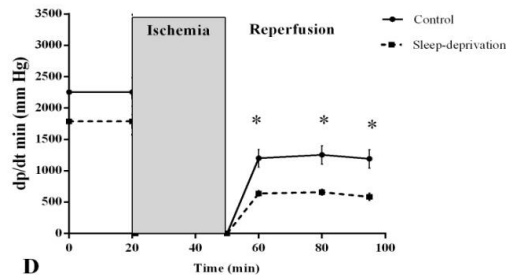 3500
3000
2500
2000
1500
1000
500
0
dp/dt min (mm Hg)
Ischemia
Reperfusion
Control
Sleep-deprivation
*
*
*
0
20
40
60
80
100
Time (min)
D